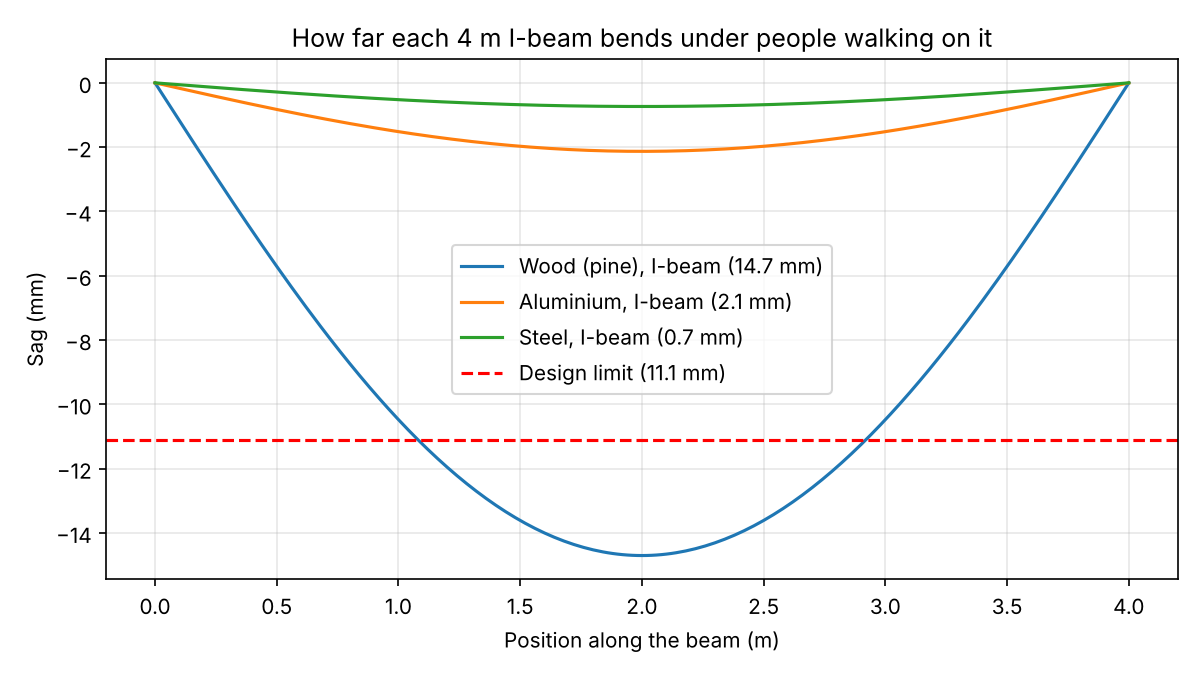 How far each 4 m I-beam bends under people walking on it
0
−2
−4
−6
−8
−10
−12
−14
Sag (mm)
Wood (pine), I-beam (14.7 mm)
Aluminium, I-beam (2.1 mm)
Steel, I-beam (0.7 mm)
Design limit (11.1 mm)
0.0 0.5 1.0 1.5 2.0 2.5 3.0 3.5 4.0
Position along the beam (m)